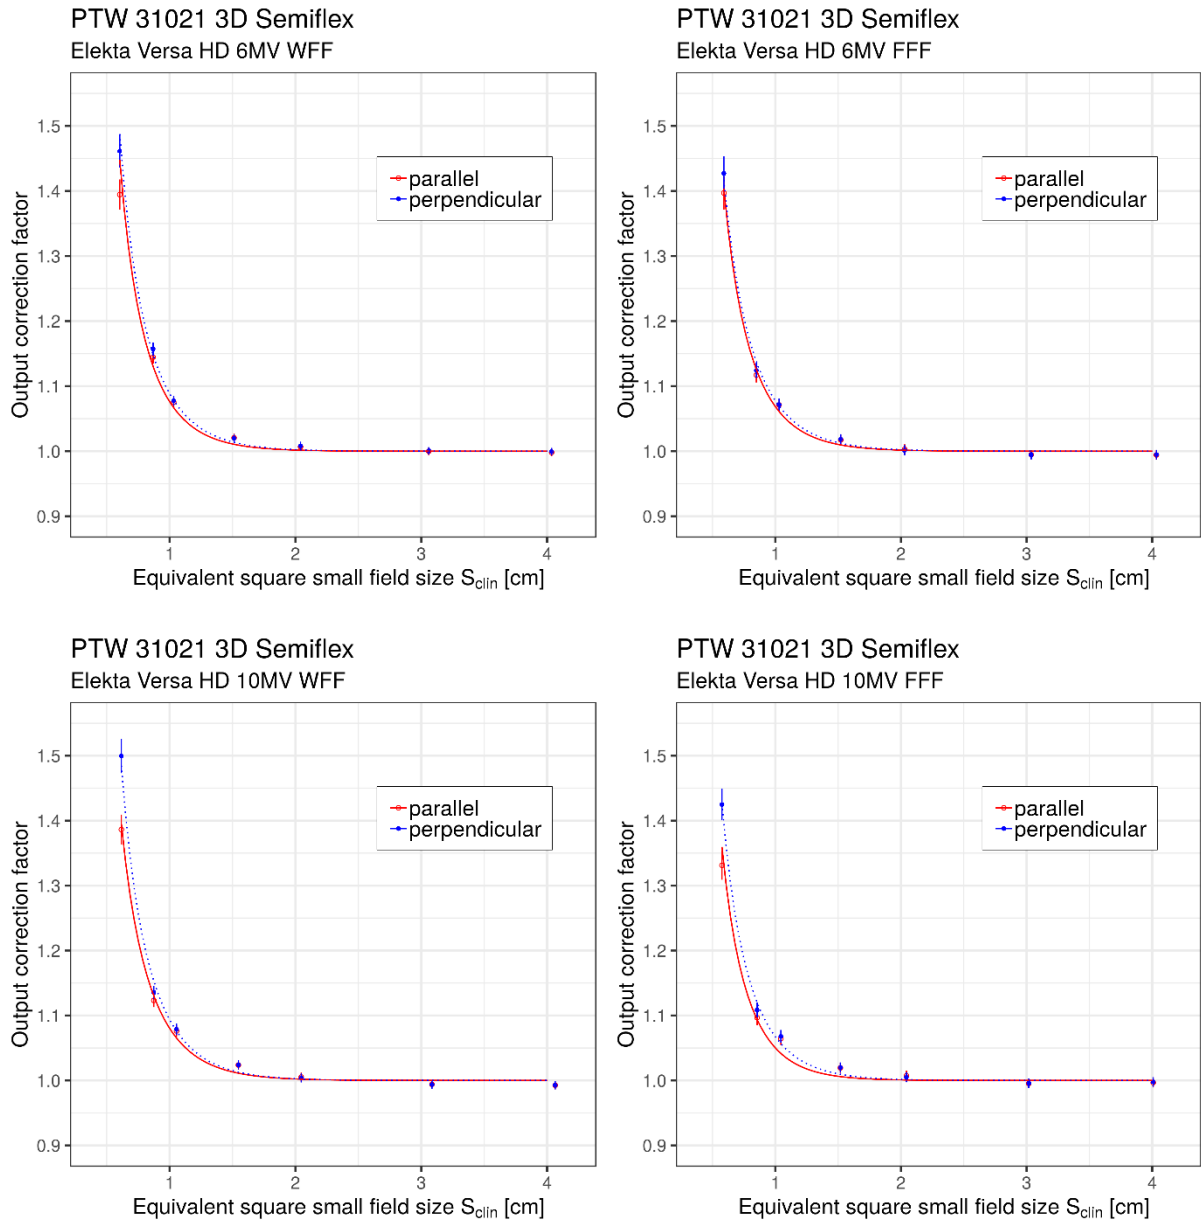 PTW 31021 3D Semiflex
Elekta Versa HD 6MV WFF
Output correction factor
1.5
1.4
1.3
1.2
1.1
1.0
0.9
parallel
perpendicular
1 2 3 4
Equivalent square small field size Sclin [cm]
PTW 31021 3D Semiflex
Elekta Versa HD 6MV FFF
Output correction factor
1.5
1.4
1.3
1.2
1.1
1.0
0.9
parallel
perpendicular
1 2 3 4
Equivalent square small field size Sclin [cm]
PTW 31021 3D Semiflex
Elekta Versa HD 10MV WFF
Output correction factor
1.5
1.4
1.3
1.2
1.1
1.0
0.9
parallel
perpendicular
1 2 3 4
Equivalent square small field size Sclin [cm]
PTW 31021 3D Semiflex
Elekta Versa HD 10MV FFF
Output correction factor
1.5
1.4
1.3
1.2
1.1
1.0
0.9
parallel
perpendicular
1 2 3 4
Equivalent square small field size Sclin [cm]